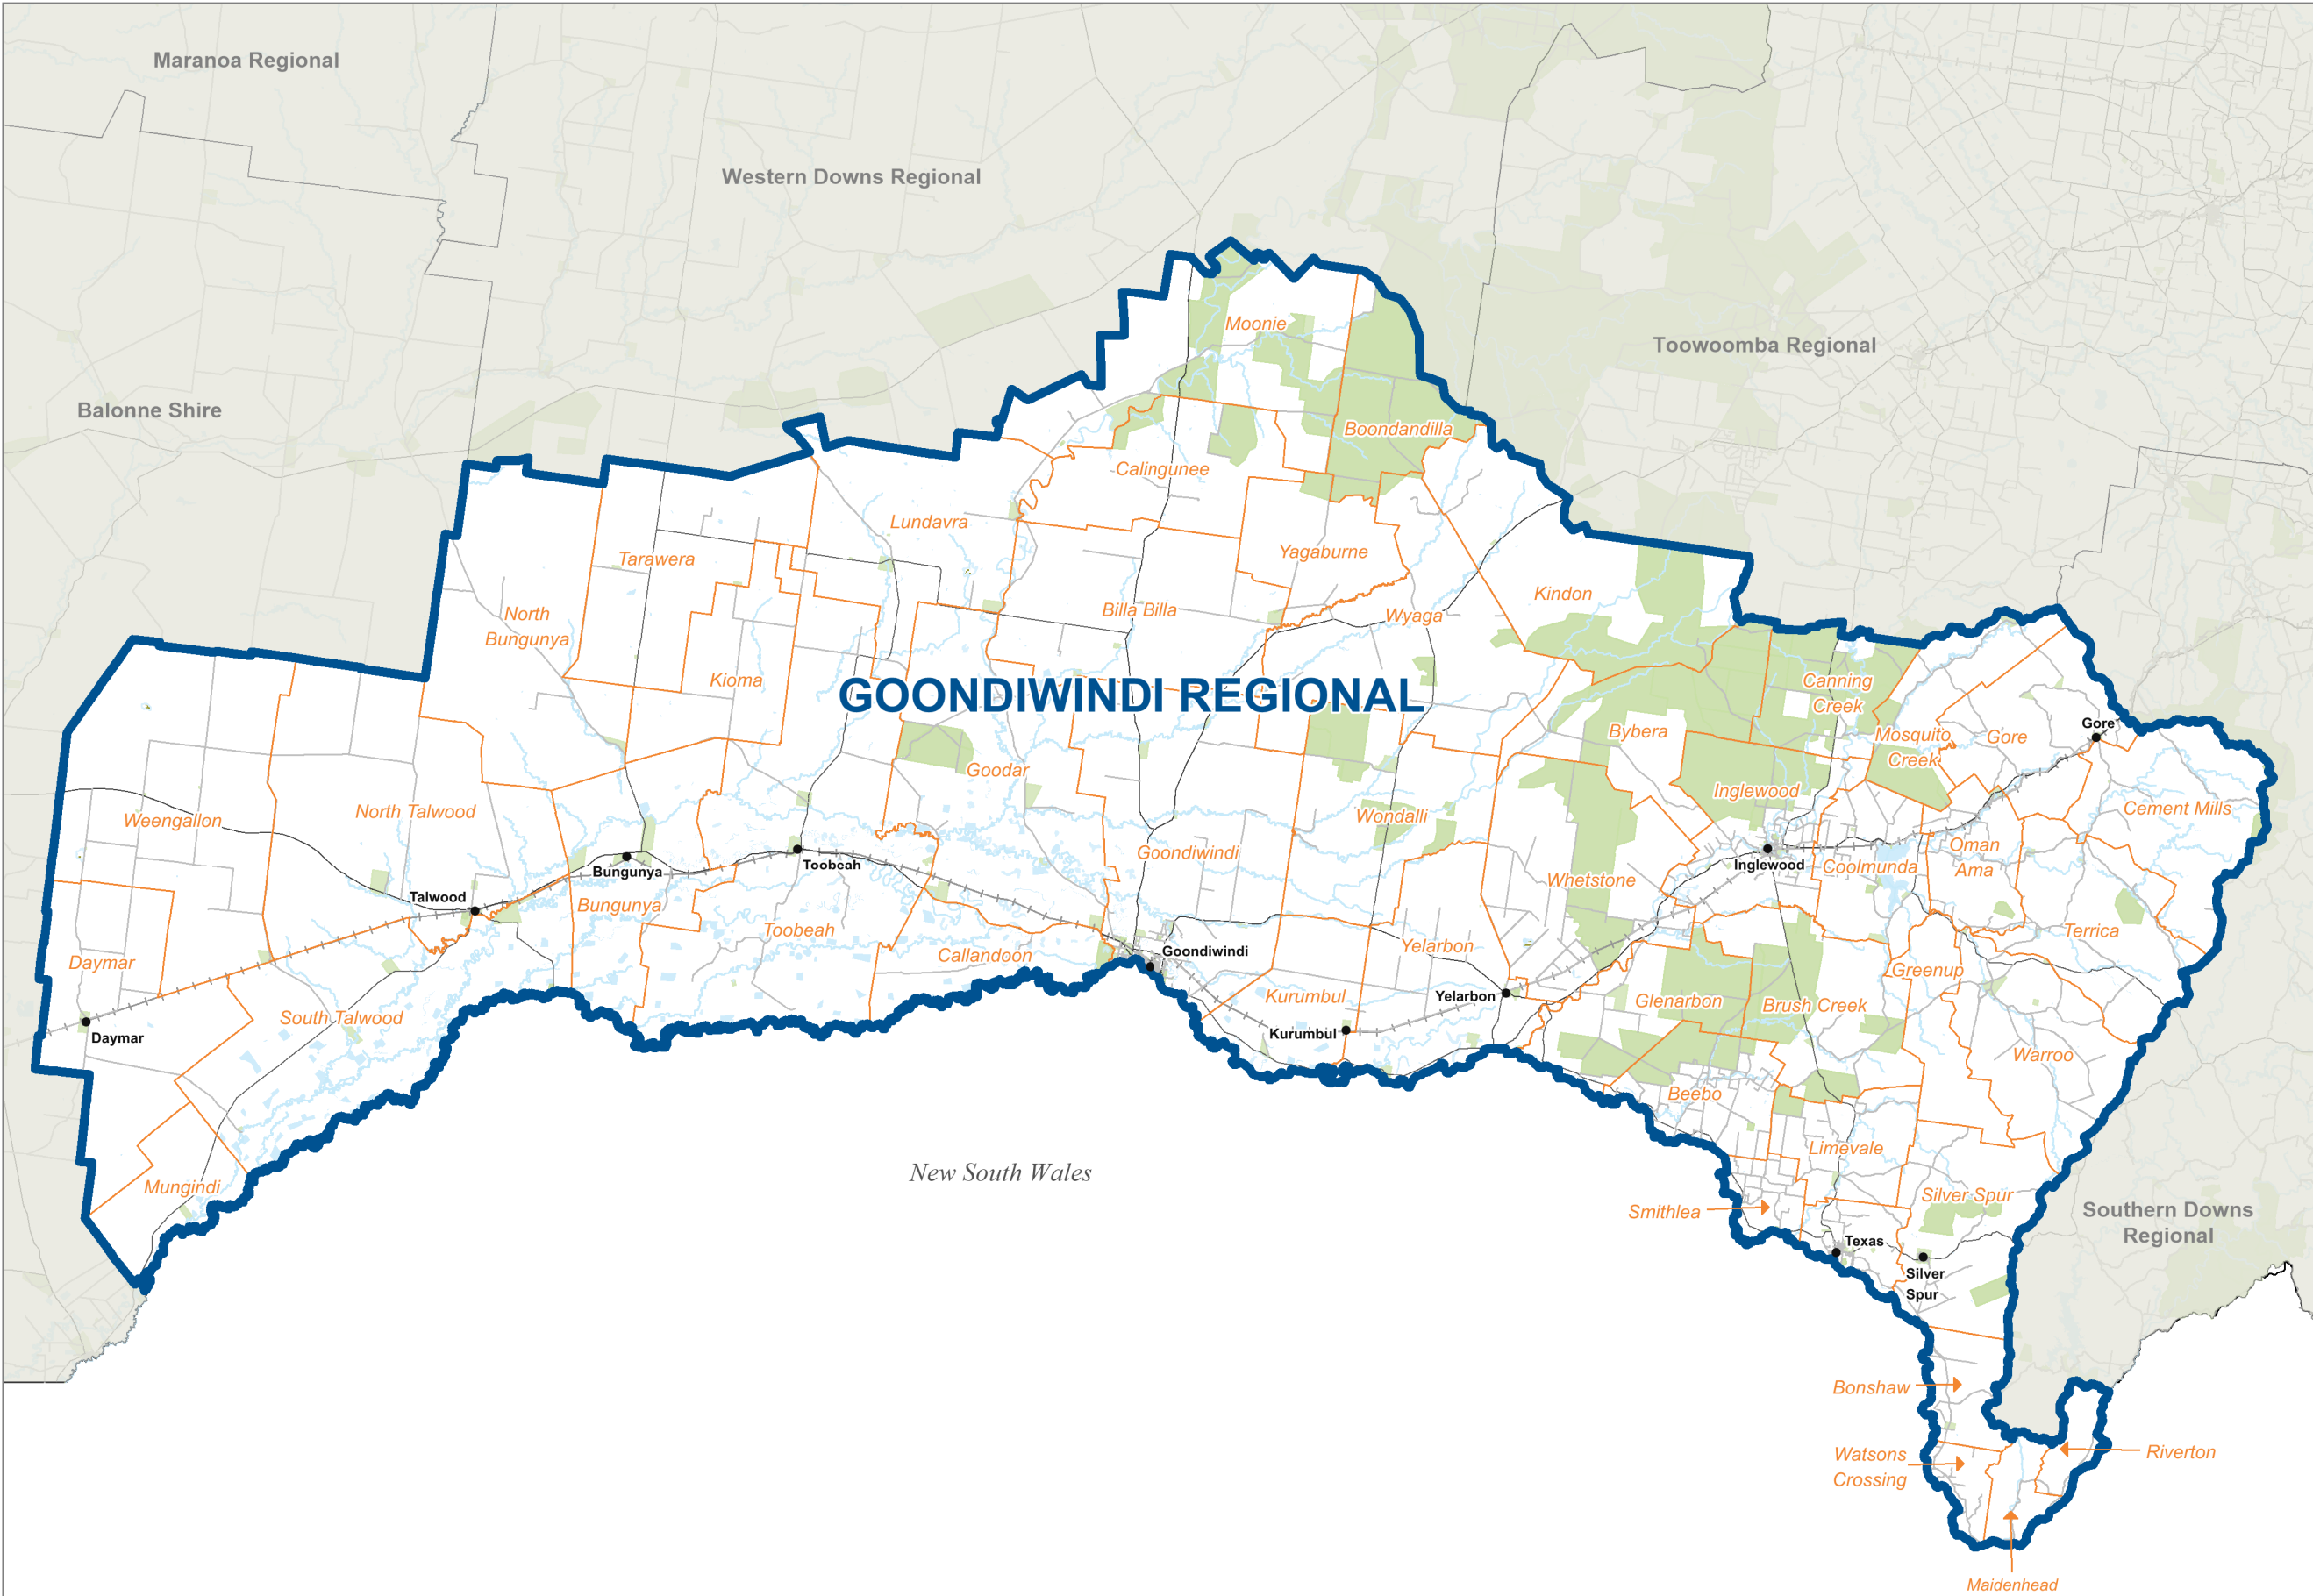 Maranoa Regional
Western Downs Regional
Moonie
Toowoomba Regional
Balonne Shire
Boondandilla
Calingunee
Lundavra
Yagaburne
Tarawera
Kindon
Billa Billa
North
Bungunya
Wyaga
Kioma
GOONDIWINDI REGIONAL
Canning
Creek
Gore
Bybera
Mosquito
Creek
Gore
Goodar
Inglewood
Cement Mills
North Talwood
Weengallon
Wondalli
Goondiwindi
Oman
Ama
Toobeah
Inglewood
Coolmunda
Bungunya
Whetstone
Talwood
Bungunya
Toobeah
Terrica
Yelarbon
Goondiwindi
Callandoon
Daymar
Greenup
Kurumbul
Yelarbon
Glenarbon
Brush Creek
South Talwood
Kurumbul
Daymar
Warroo
Beebo
Limevale
New South Wales
Mungindi
Silver Spur
Smithlea
Southern Downs
Regional
Texas
Silver
Spur
Bonshaw
Watsons
Crossing
Riverton
Maidenhead